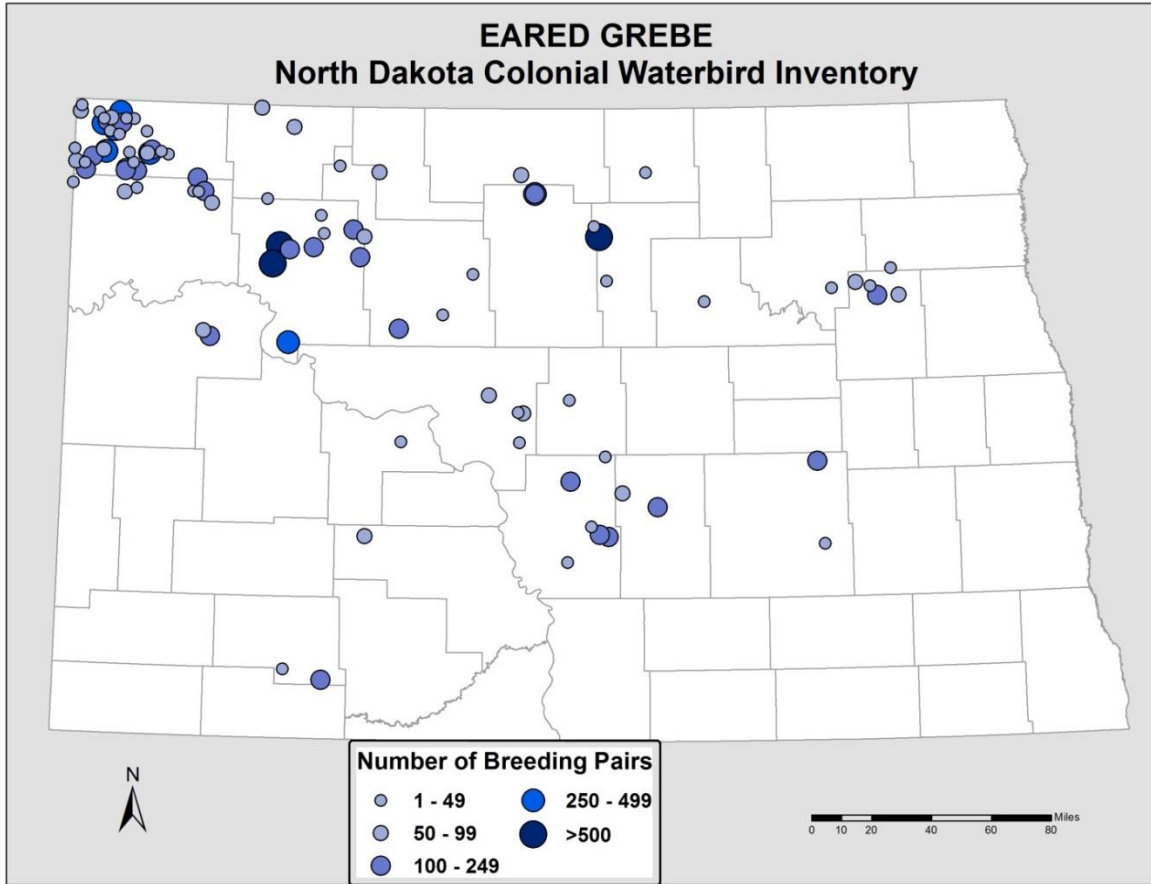 EARED GREBE
North Dakota Colonial Waterbird Inventory
Number of Breeding Pairs
1 - 49
50 - 99
100 - 249
250 - 499
>500
N
Miles
0 10 20 40 60 80